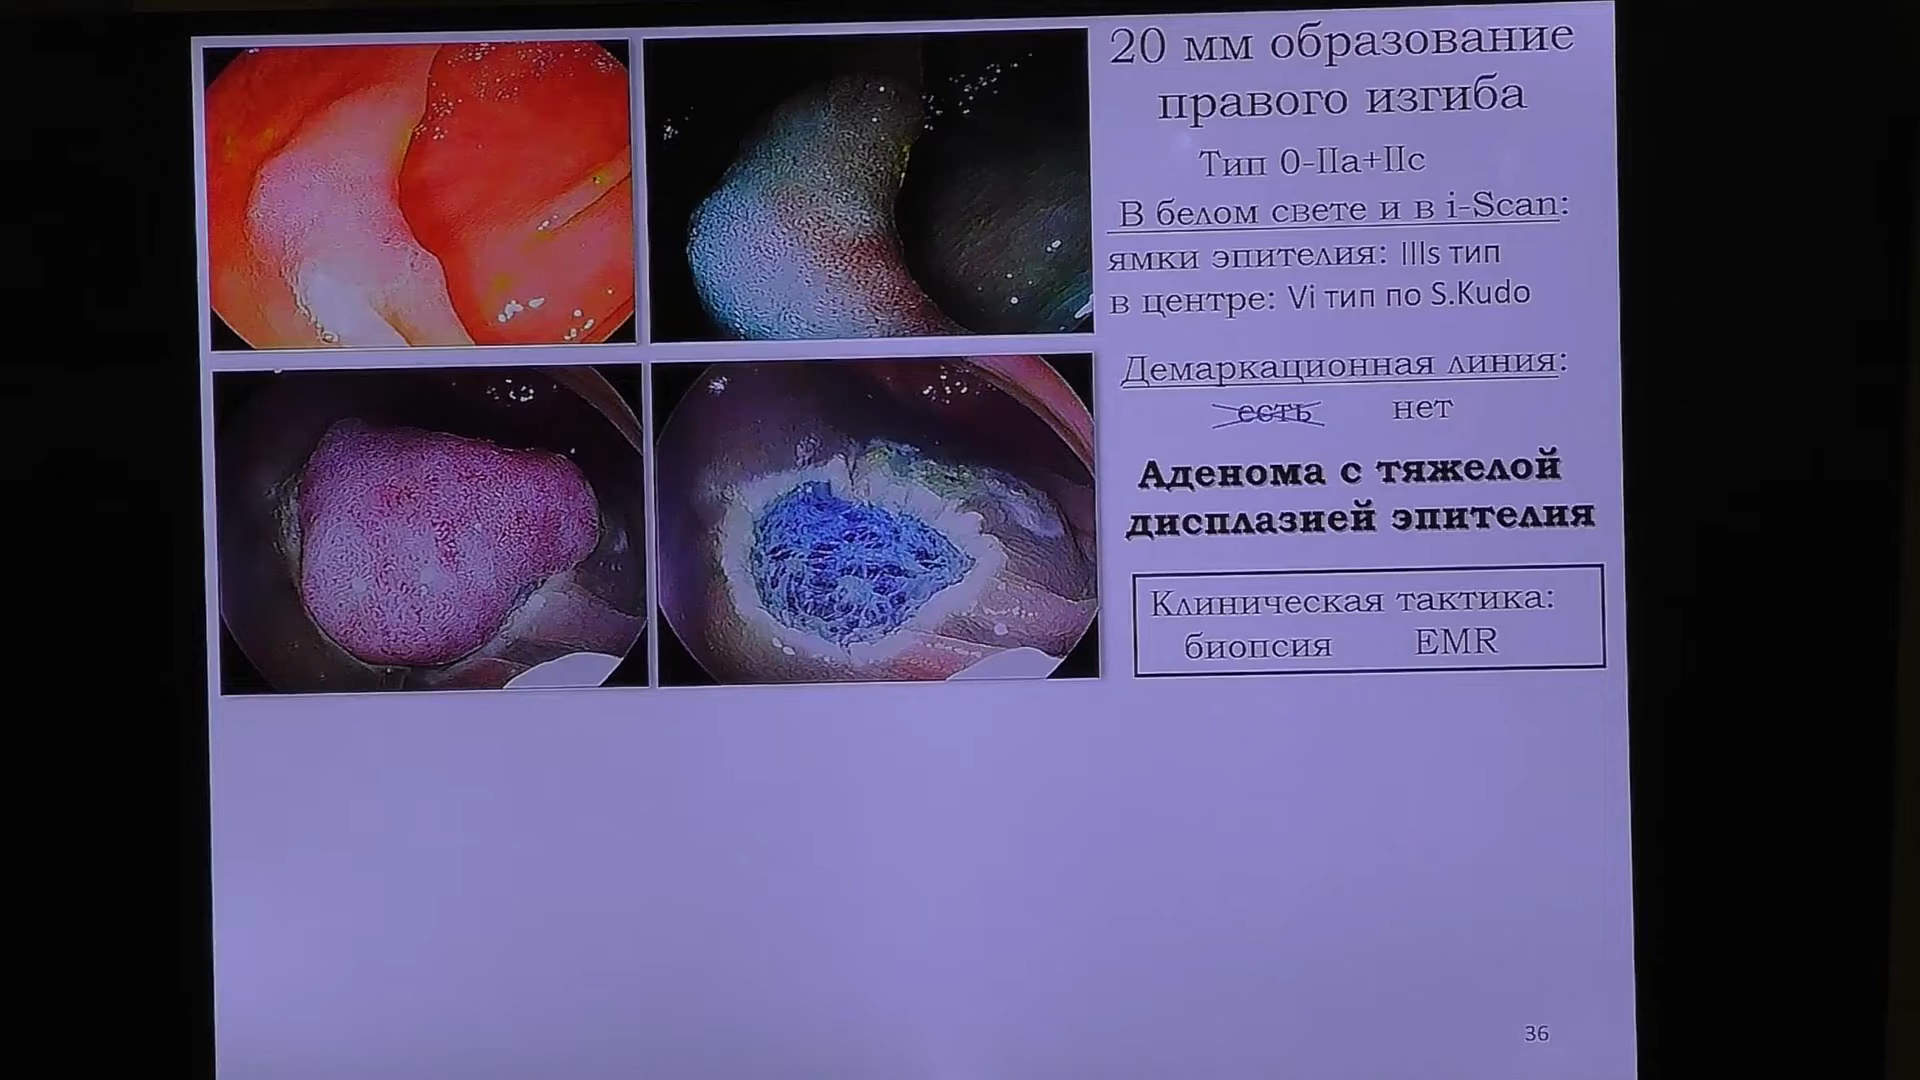 20 мм образование
правого изгиба
Тип 0-IIa+IIc
В белом свете и в i-Scan:
ямки эпителия: IIIs тип
в центре: Vi тип по S.Kudo
Демаркационная линия:
есть нет
Аденома с тяжелой
дисплазией эпителия
Клиническая тактика:
биопсия EMR
36